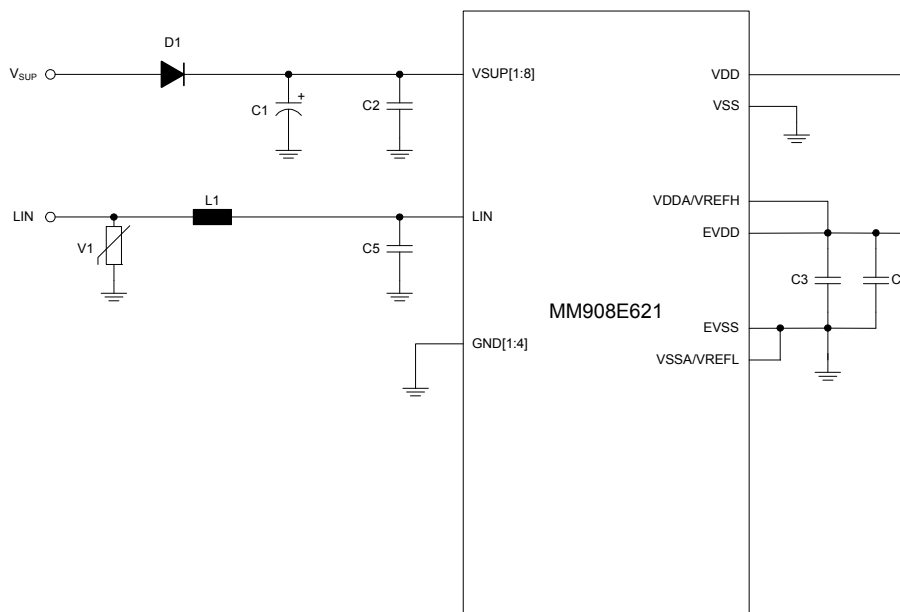 D1
VSUP
VSUP[1:8]
VDD
C1
+
C2
VSS
L1
VDDA/VREFH
LIN
LIN
EVDD
V1
C5
C3
C
MM908E621
EVSS
GND[1:4]
VSSA/VREFL